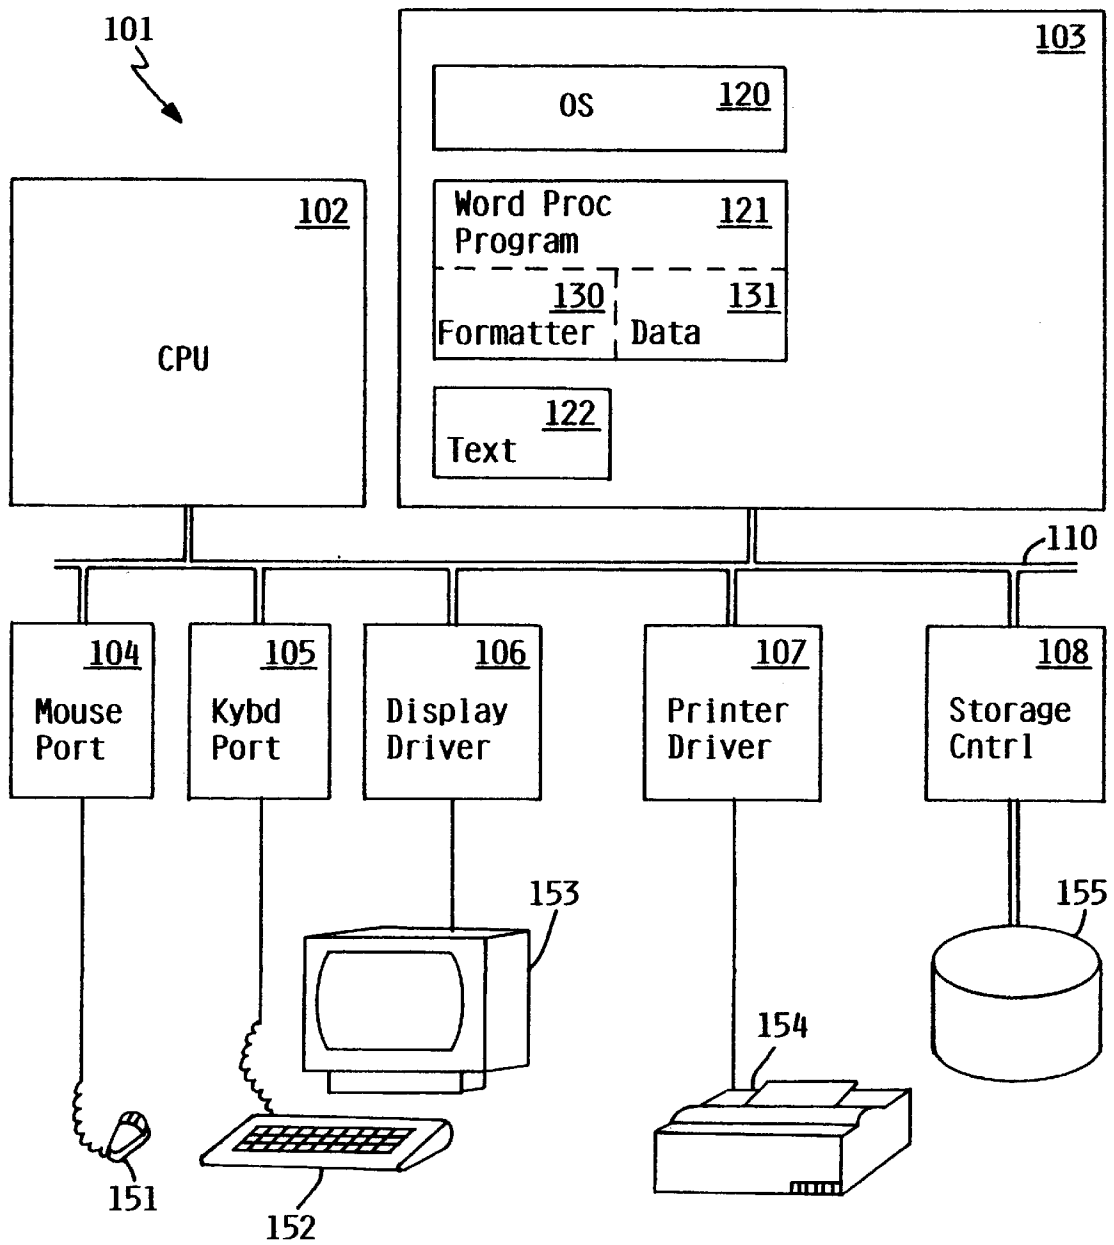 101
103
OS 120
102
Word Proc 121
Program
130 131
Formatter Data
CPU
122
Text
110
104 105 106 107 108
Mouse Kybd Display Printer Storage
Port Port Driver Driver Cntrl
153 155
154
151
152